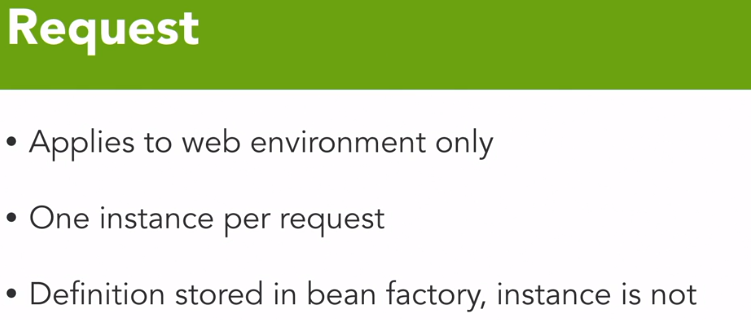 Request
• Applies to web environment only
• One instance per request
• Definition stored in bean factory, instance is not